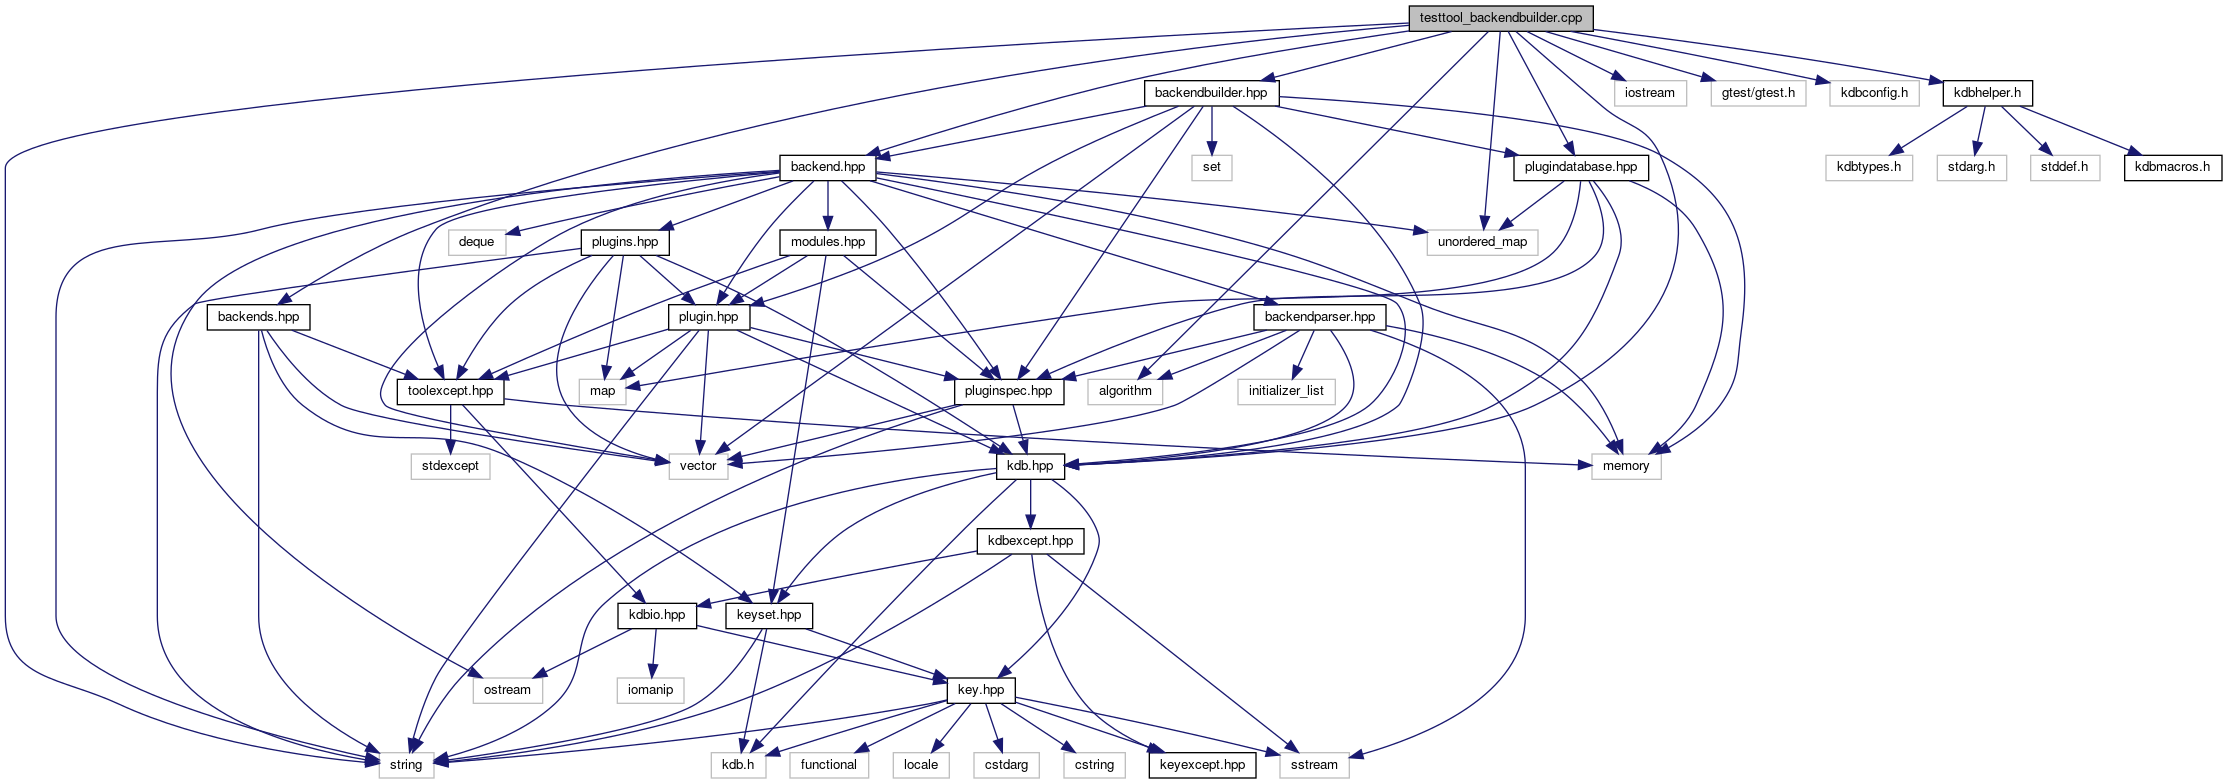 testtool_backendbuilder.cpp
backendbuilder.hpp
iostream
gtest/gtest.h
kdbconfig.h
kdbhelper.h
backend.hpp
set
plugindatabase.hpp
kdbtypes.h
stdarg.h
stddef.h
kdbmacros.h
deque
plugins.hpp
modules.hpp
unordered_map
backends.hpp
plugin.hpp
backendparser.hpp
toolexcept.hpp
map
pluginspec.hpp
algorithm
initializer_list
stdexcept
vector
kdb.hpp
memory
kdbexcept.hpp
kdbio.hpp
keyset.hpp
ostream
iomanip
key.hpp
string
kdb.h
functional
locale
cstdarg
cstring
keyexcept.hpp
sstream